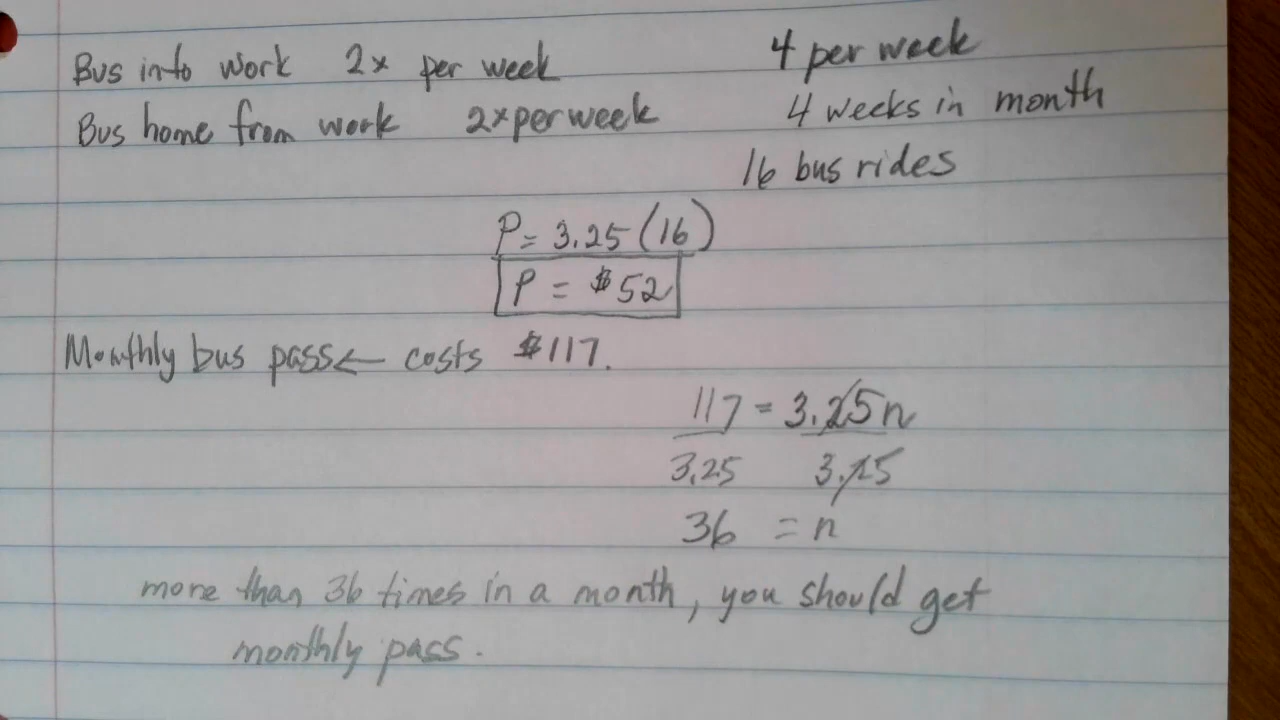 Bus into work 2x per week 4 per week
Bus home from work 2x per week 4 weeks in month
16 bus rides
P = 3.25 (16)
P = $52
Monthly bus pass ← costs $117.
117 = 3.25n
3.25 3.25
36 = n
more than 36 times in a month, you should get
monthly pass.